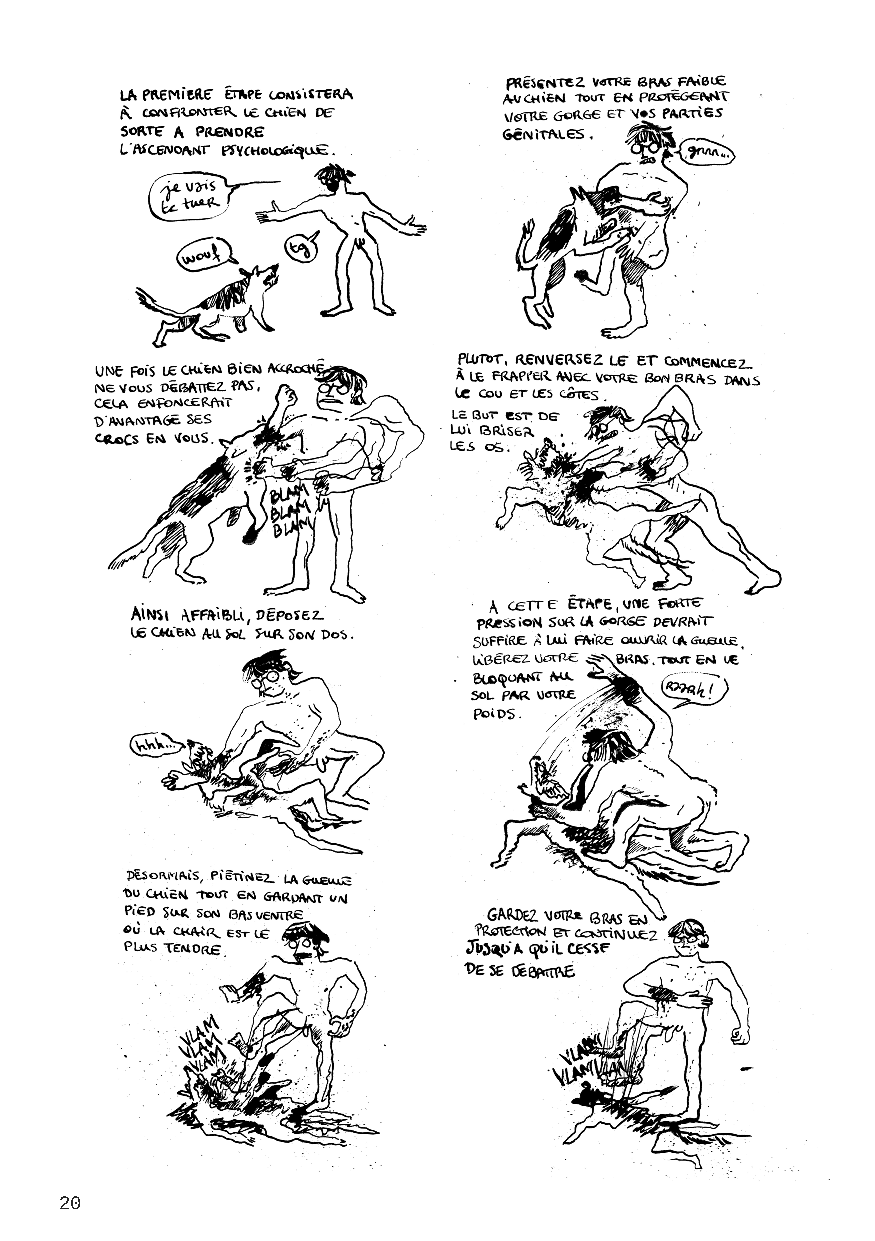 LA PREMIÈRE ÉTAPE CONSISTERA
À CONFRONTER LE CHIEN DE
SORTE A PRENDRE
L'ASCENDANT PSYCHOLOGIQUE.
je vais
te tuer
wouf
tg
PRÉSENTEZ VOTRE BRAS FAIBLE
AU CHIEN TOUT EN PROTÉGEANT
VOTRE GORGE ET VOS PARTIES
GÉNITALES.
grrr...
UNE FOIS LE CHIEN BIEN ACCROCHÉ
NE VOUS DÉBATTEZ PAS,
CELA ENFONCERAIT
D'AVANTAGE SES
CROCS EN VOUS.
BLAM
BLAM
BLAM
PLUTOT, RENVERSEZ LE ET COMMENCEZ
À LE FRAPPER AVEC VOTRE BON BRAS DANS
LE COU ET LES CÔTES.
LE BUT EST DE
LUI BRISER
LES OS.
AINSI AFFAIBLI, DÉPOSEZ
LE CHIEN AU SOL SUR SON DOS.
hhh...
A CETTE ÉTAPE, UNE FORTE
PRESSION SUR LA GORGE DEVRAIT
SUFFIRE À LUI FAIRE OUVRIR LA GUEULE.
LIBÉREZ VOTRE BRAS, TOUT EN LE
BLOQUANT AU
SOL PAR VOTRE
POIDS.
Raaah!
DÉSORMAIS, PIÉTINEZ LA GUEULE
DU CHIEN TOUT EN GARDANT UN
PIED SUR SON BAS VENTRE
OÙ LA CHAIR EST LE
PLUS TENDRE.
VLAM
VLAM
VLAM
GARDEZ VOTRE BRAS EN
PROTECTION ET CONTINUEZ
JUSQU'A QU'IL CESSE
DE SE DÉBATTRE
VLAM
VLAM VLAM
20